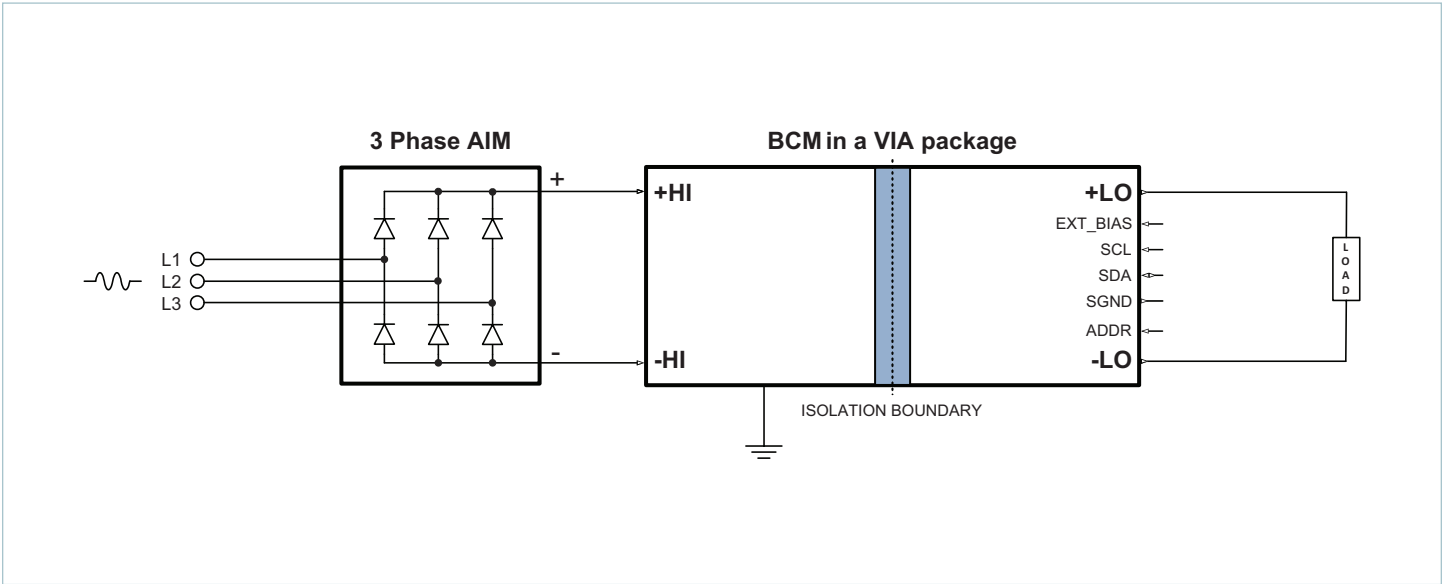 3 Phase AIM
BCM in a VIA package
+
+HI
+LO
EXT_BIAS
SCL
SDA
SGND
ADDR
-LO
L1
L2
L3
-
-HI
LOAD
ISOLATION BOUNDARY